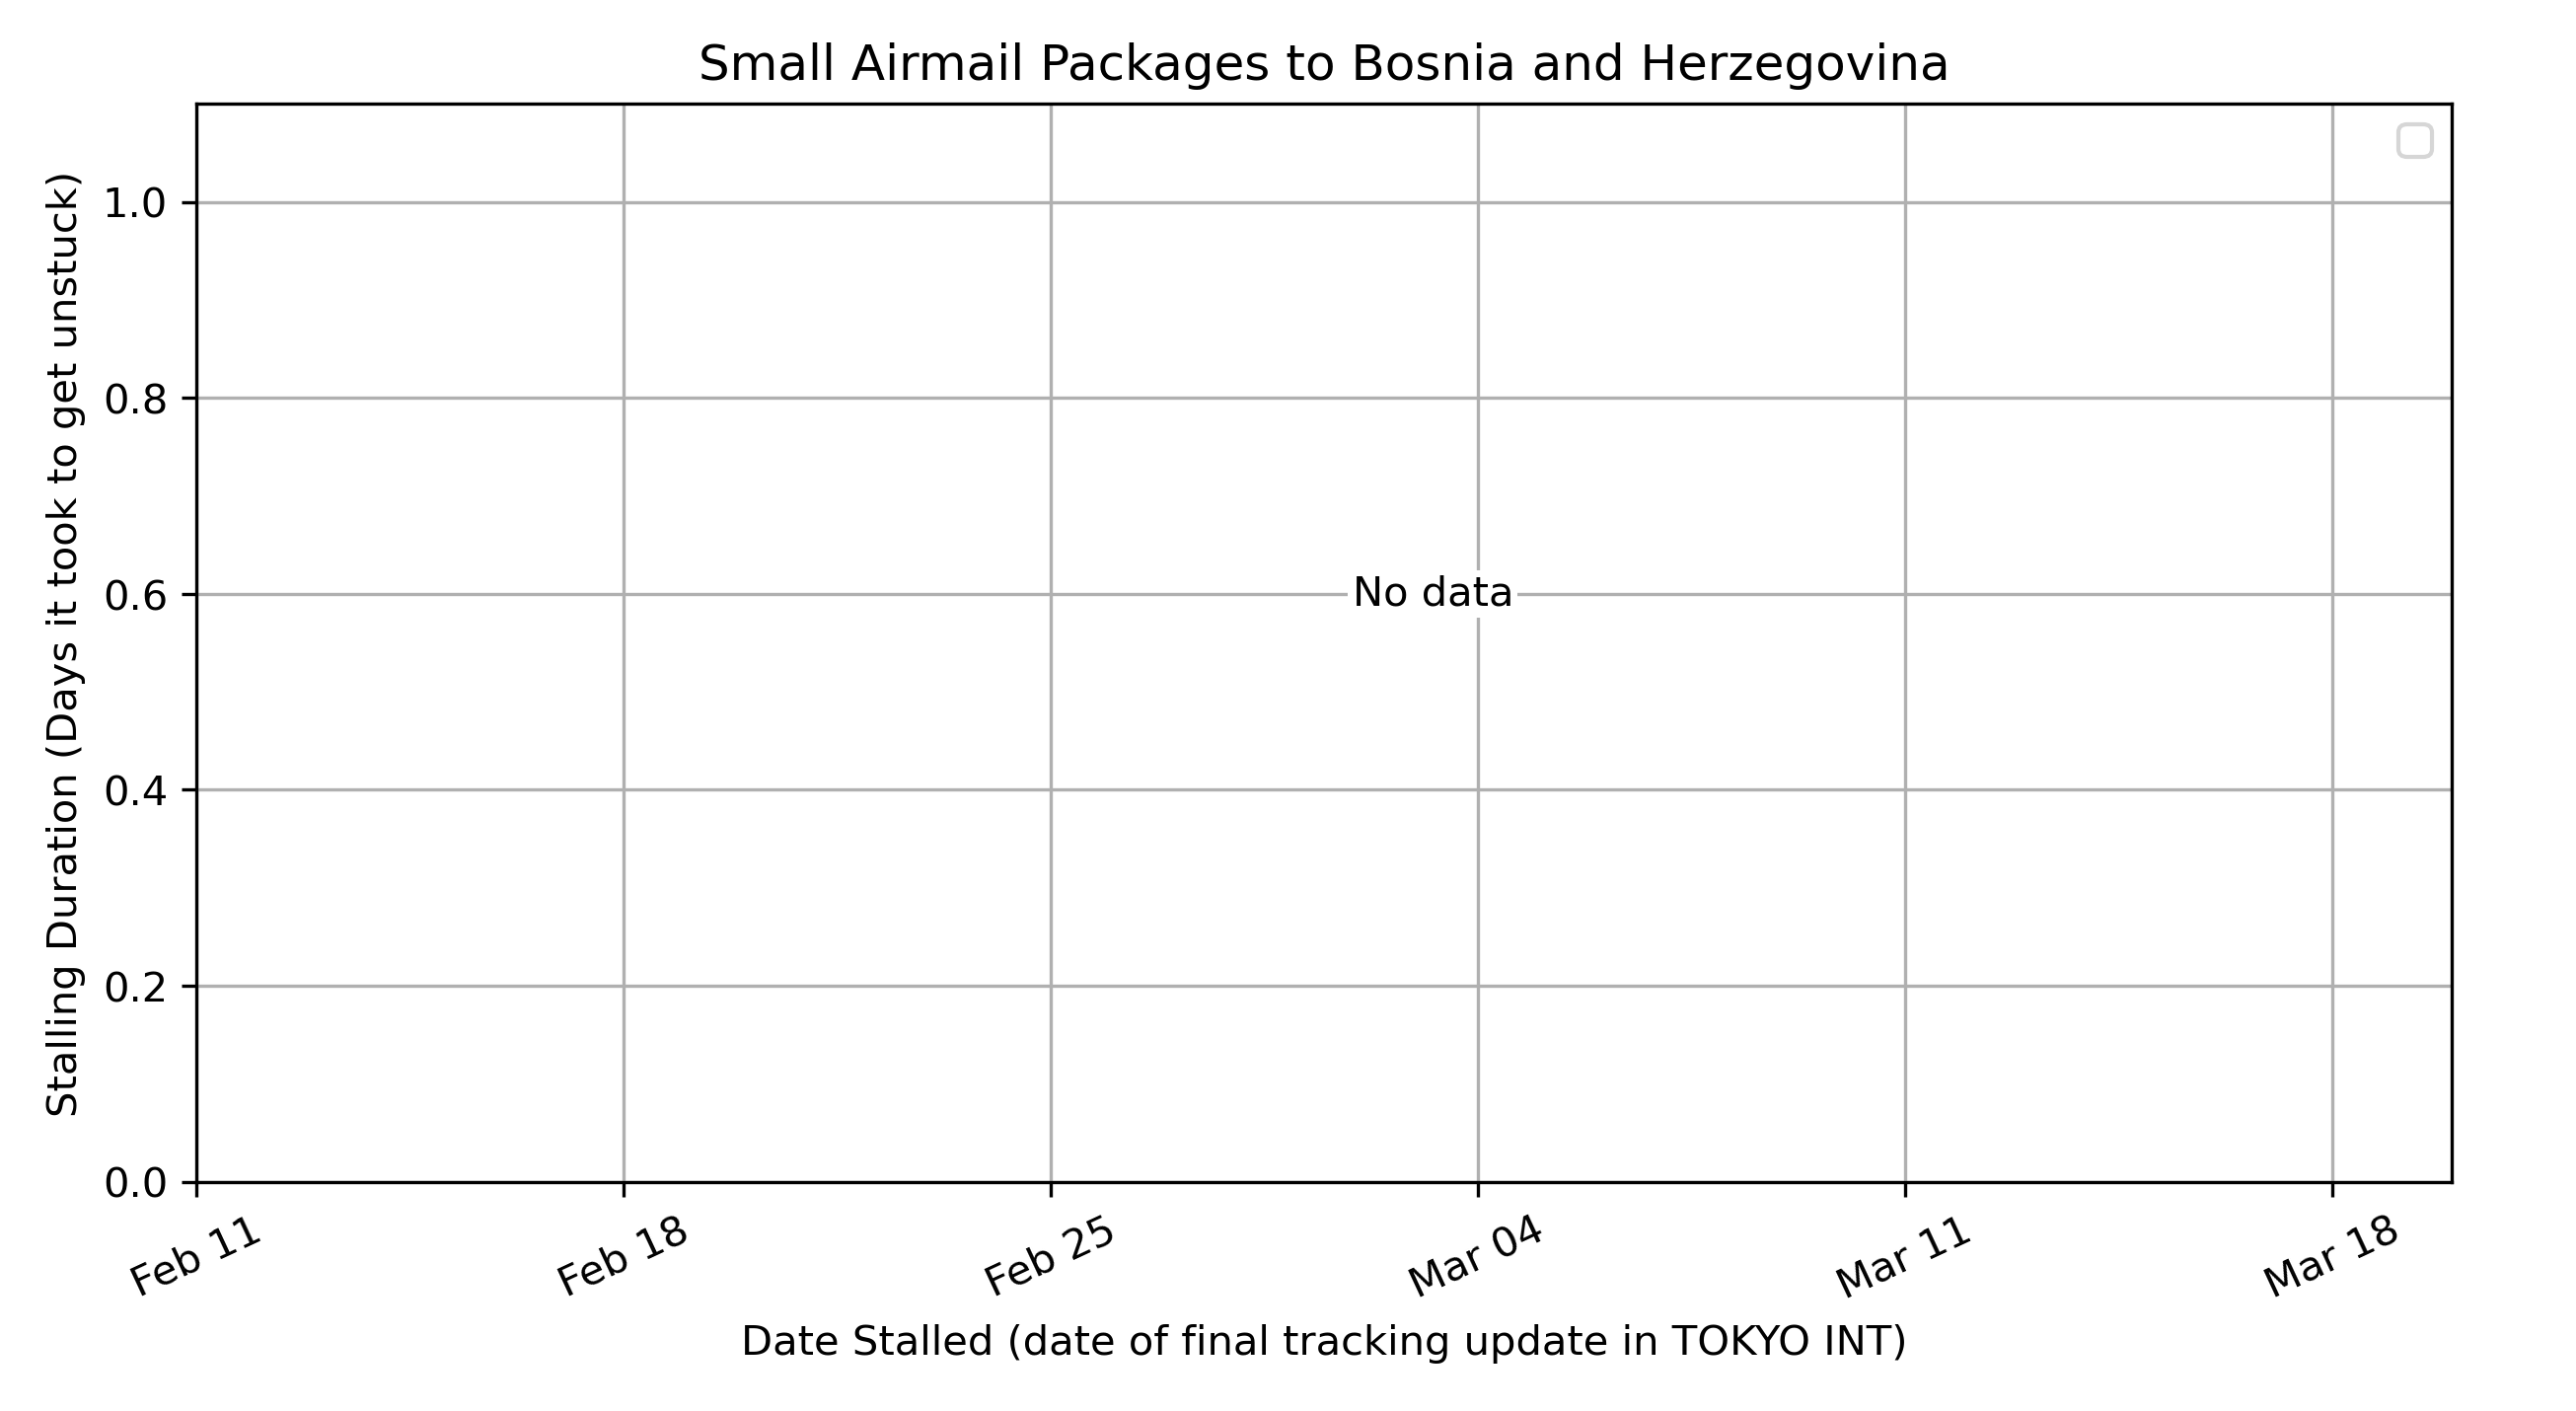 Small Airmail Packages to Bosnia and Herzegovina
Stalling Duration (Days it took to get unstuck)
1.0
0.8
0.6
0.4
0.2
0.0
No data
Feb 11
Feb 18
Feb 25
Mar 04
Mar 11
Mar 18
Date Stalled (date of final tracking update in TOKYO INT)